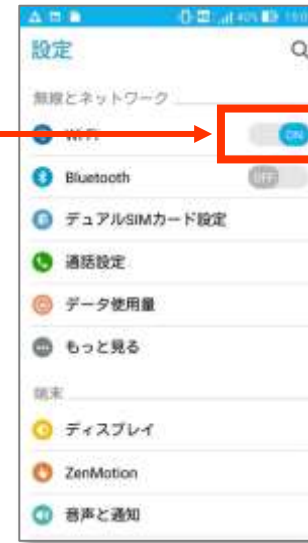 設定
無線とネットワーク
Wi-Fi
ON
Bluetooth
OFF
デュアルSIMカード設定
通話設定
データ使用量
もっと見る
端末
ディスプレイ
ZenMotion
音声と通知